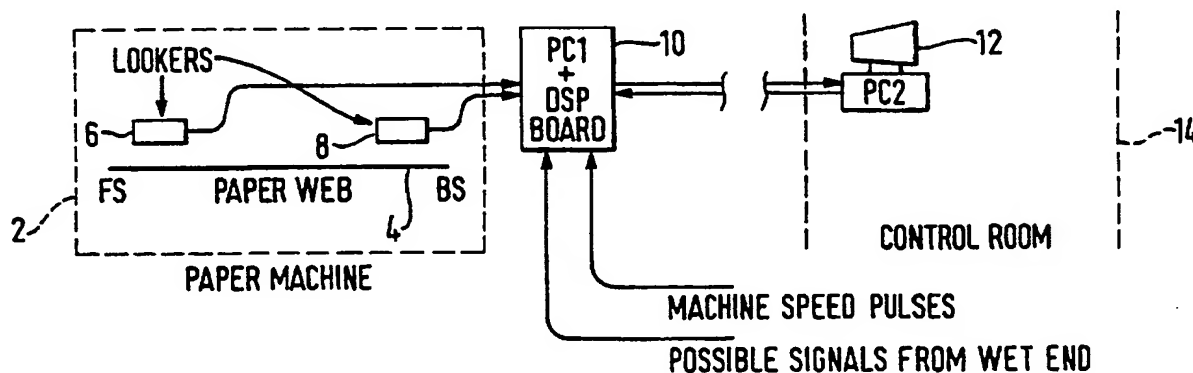 LOOKERS
6
8
FS
PAPER WEB
BS
2
4
PAPER MACHINE
PC1
+
DSP
BOARD
10
12
PC2
14
CONTROL ROOM
MACHINE SPEED PULSES
POSSIBLE SIGNALS FROM WET END